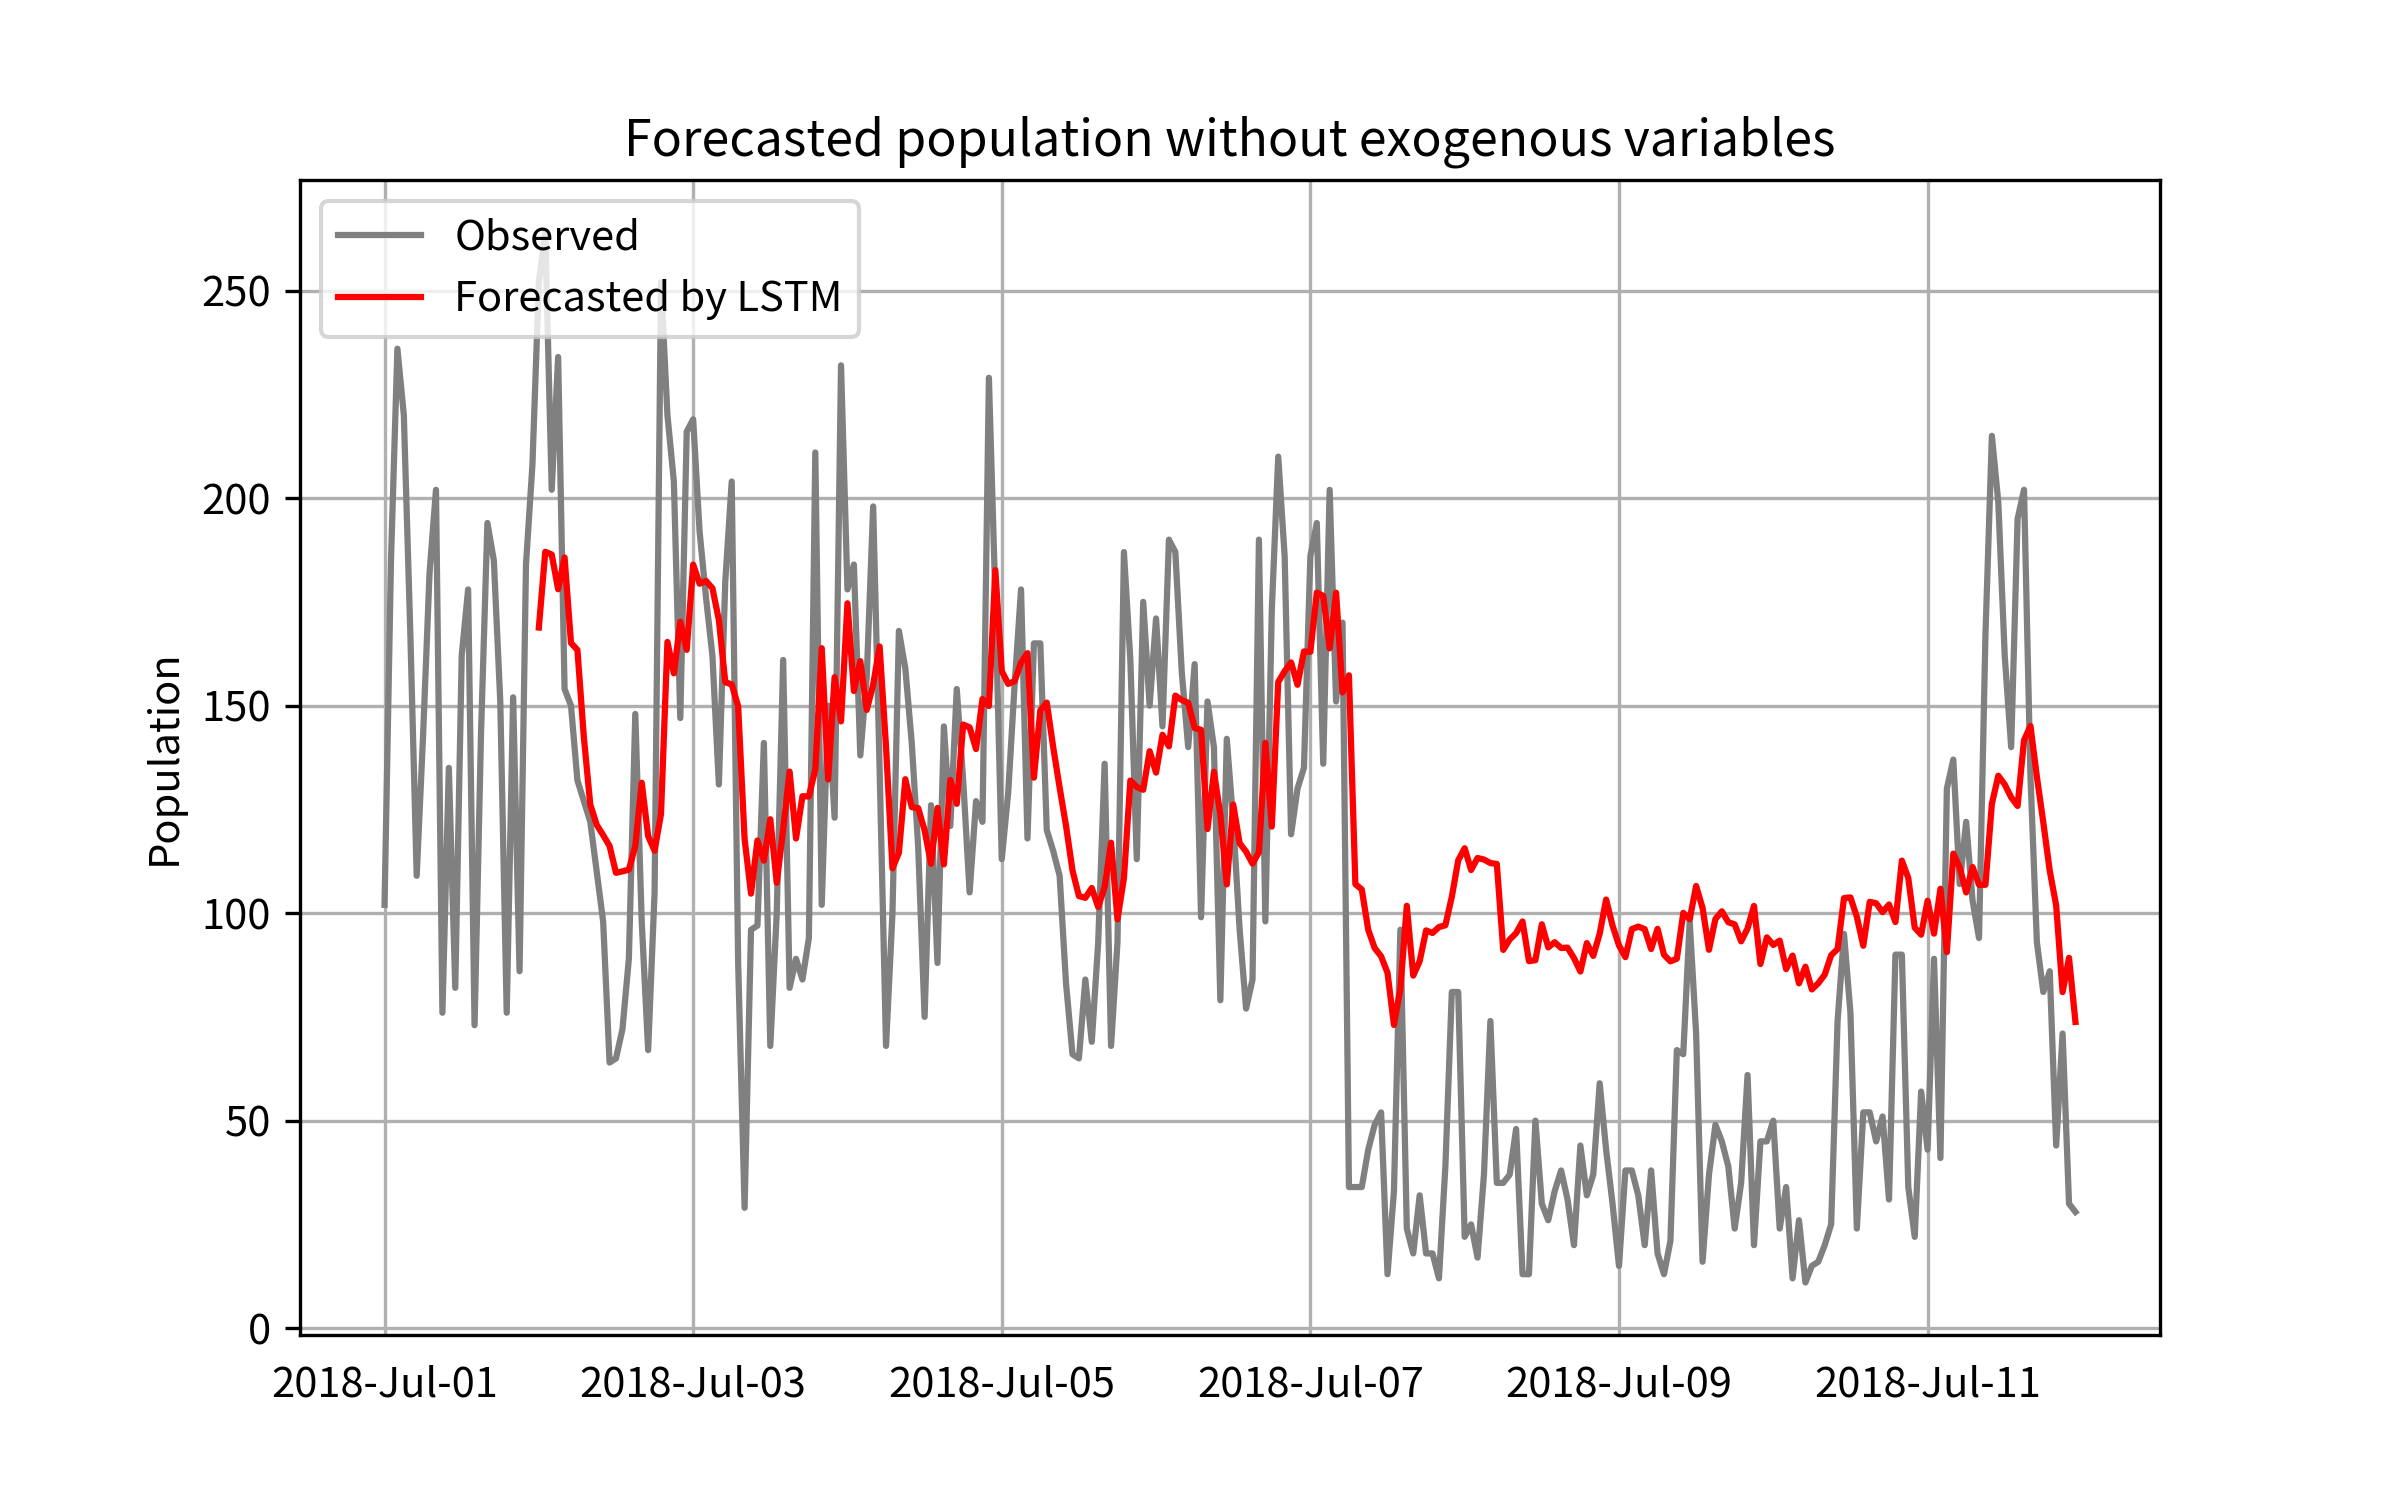 Forecasted population without exogenous variables
Observed
Forecasted by LSTM
Population
250
200
150
100
50
0
2018-Jul-01 2018-Jul-03 2018-Jul-05 2018-Jul-07 2018-Jul-09 2018-Jul-11